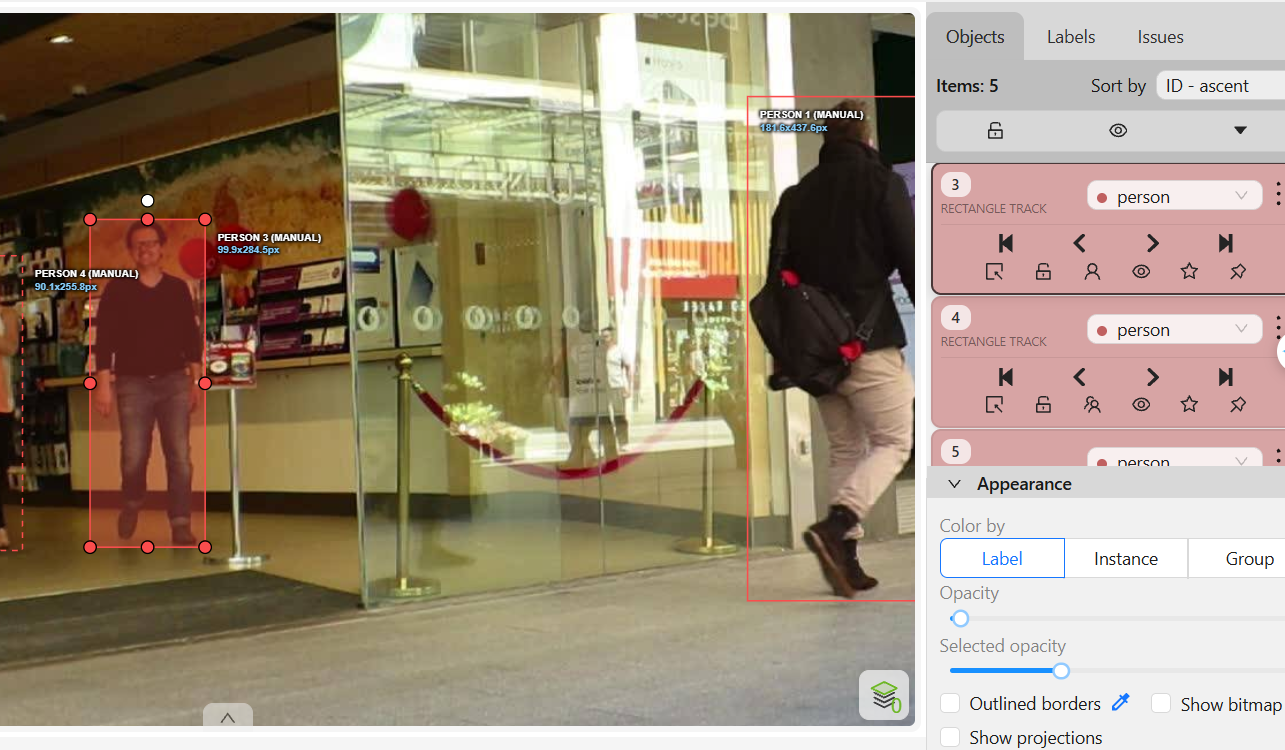 Objects Labels Issues
Items: 5 Sort by ID - ascent
PERSON 1 (MANUAL)
181.6x437.6px
3 person
RECTANGLE TRACK
PERSON 3 (MANUAL)
99.9x284.5px
PERSON 4 (MANUAL)
90.1x255.8px
4 person
RECTANGLE TRACK
5 person
Appearance
Color by
Label Instance Group
Opacity
Selected opacity
Outlined borders Show bitmap
Show projections
0